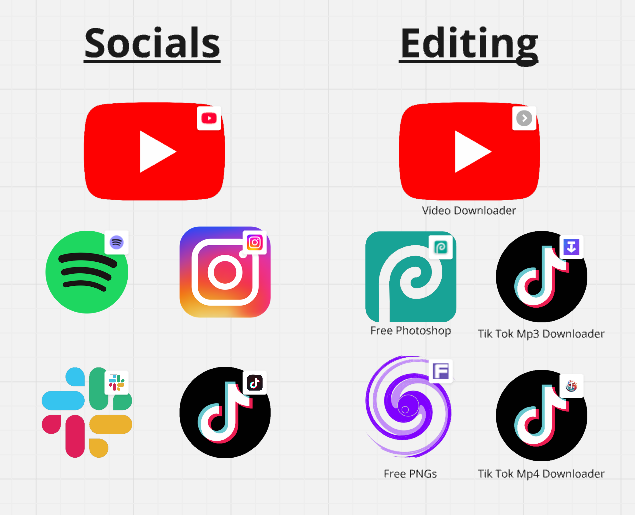 Socials
Editing
Video Downloader
Free Photoshop
Tik Tok Mp3 Downloader
Free PNGs
Tik Tok Mp4 Downloader